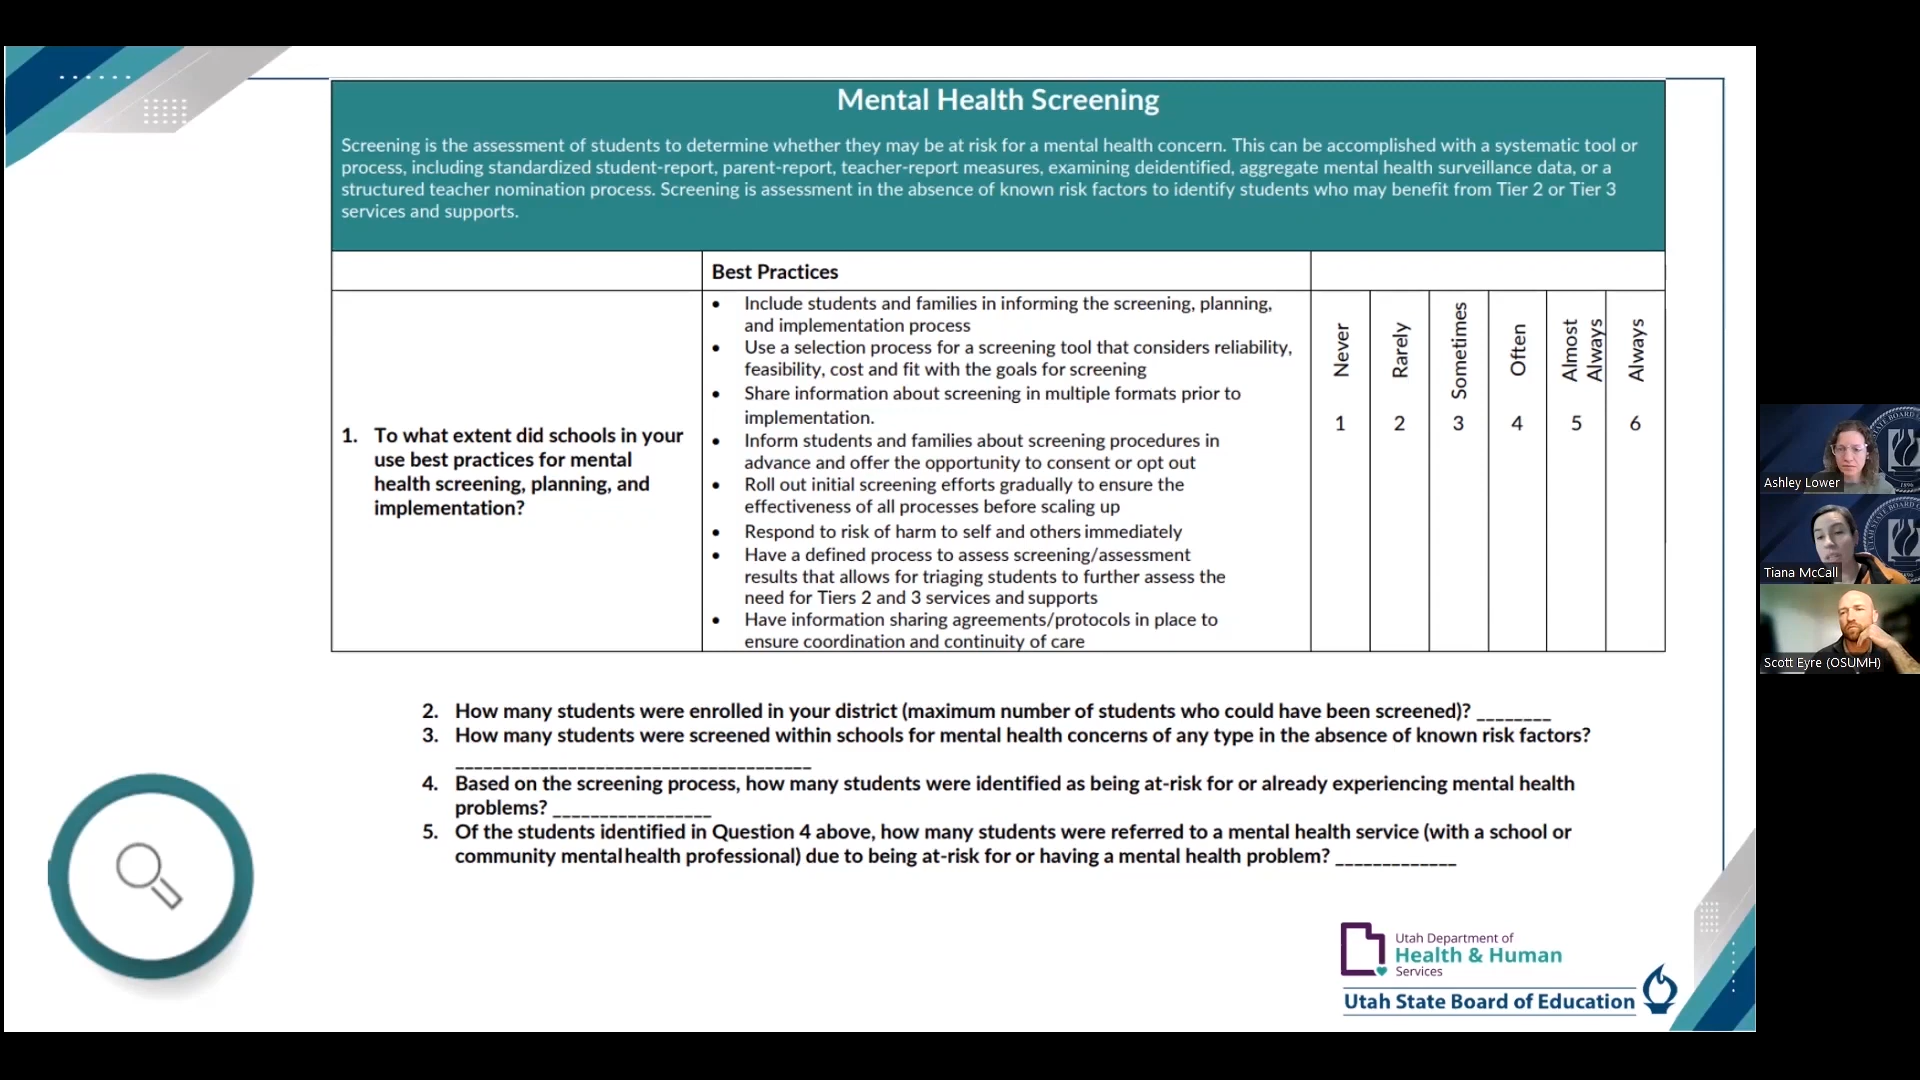 Mental Health Screening
Screening is the assessment of students to determine whether they may be at risk for a mental health concern. This can be accomplished with a systematic tool or
process, including standardized student-report, parent-report, teacher-report measures, examining deidentified, aggregate mental health surveillance data, or a
structured teacher nomination process. Screening is assessment in the absence of known risk factors to identify students who may benefit from Tier 2 or Tier 3
services and supports.
Best Practices
1. To what extent did schools in your
use best practices for mental
health screening, planning, and
implementation?
• Include students and families in informing the screening, planning,
and implementation process
• Use a selection process for a screening tool that considers reliability,
feasibility, cost and fit with the goals for screening
• Share information about screening in multiple formats prior to
implementation.
• Inform students and families about screening procedures in
advance and offer the opportunity to consent or opt out
• Roll out initial screening efforts gradually to ensure the
effectiveness of all processes before scaling up
• Respond to risk of harm to self and others immediately
• Have a defined process to assess screening/assessment
results that allows for triaging students to further assess the
need for Tiers 2 and 3 services and supports
• Have information sharing agreements/protocols in place to
ensure coordination and continuity of care
Never
Rarely
Sometimes
Often
Almost
Always
Always
1 2 3 4 5 6
2. How many students were enrolled in your district (maximum number of students who could have been screened)? ________
3. How many students were screened within schools for mental health concerns of any type in the absence of known risk factors?
______________________________________
4. Based on the screening process, how many students were identified as being at-risk for or already experiencing mental health
problems? _________________
5. Of the students identified in Question 4 above, how many students were referred to a mental health service (with a school or
community mental health professional) due to being at-risk for or having a mental health problem? _____________
Utah Department of
Health & Human
Services
Utah State Board of Education
Ashley Lower
Tiana McCall
Scott Eyre (OSUMH)